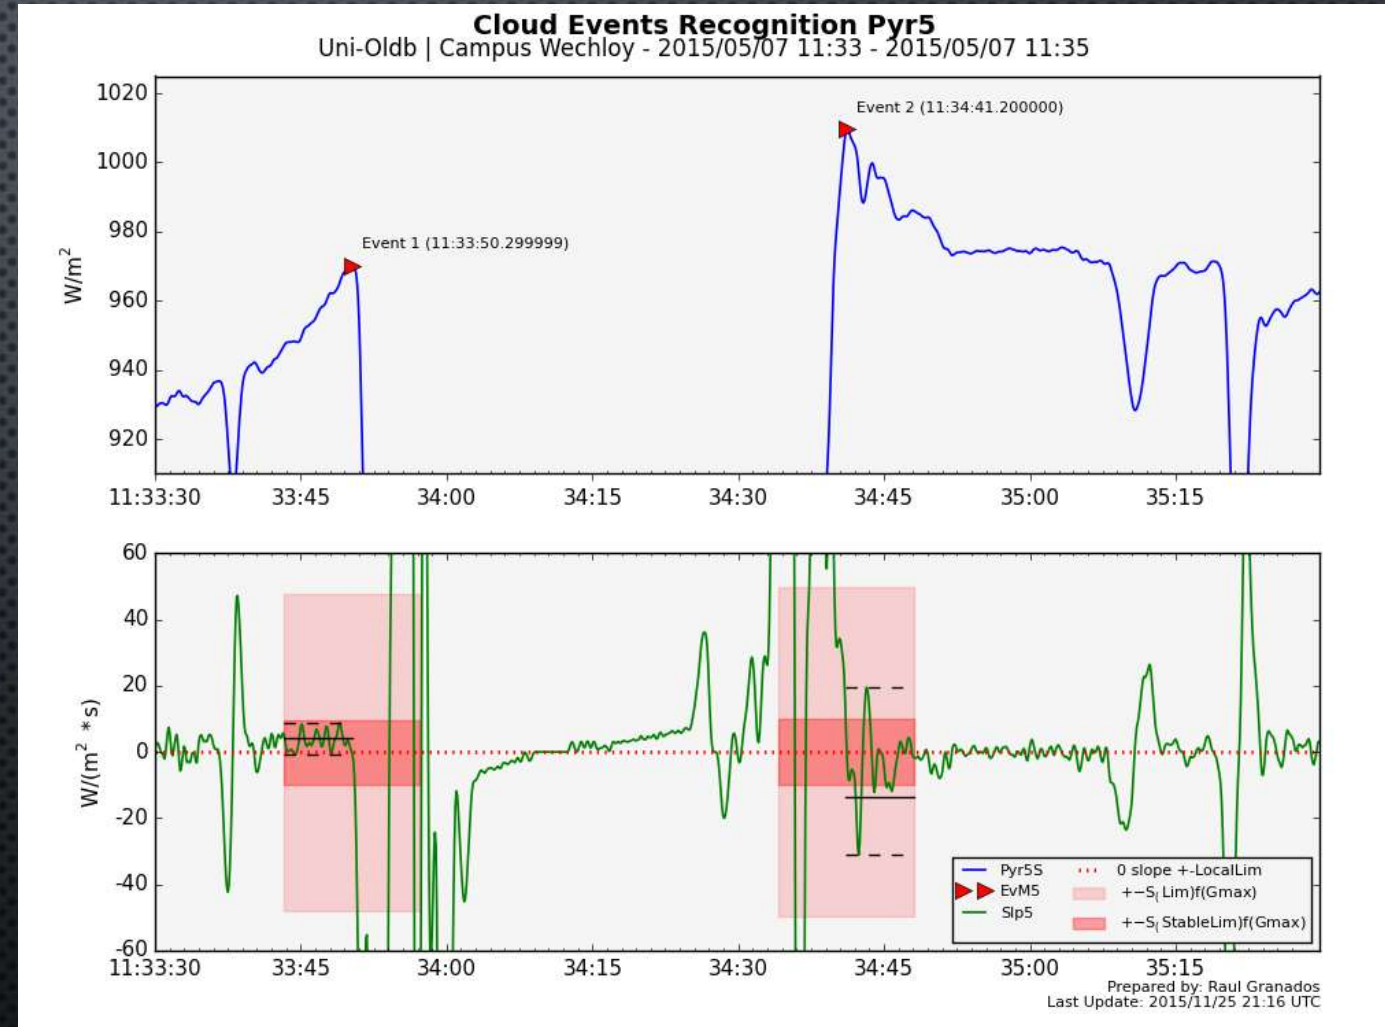 Cloud Events Recognition Pyr5
Uni-Oldb | Campus Wechloy - 2015/05/07 11:33 - 2015/05/07 11:35
1020
1000
980
960
940
920
W/m²
Event 1 (11:33:50.299999)
Event 2 (11:34:41.200000)
11:33:30 33:45 34:00 34:15 34:30 34:45 35:00 35:15
60
40
20
0
-20
-40
-60
W/(m² *s)
Pyr5S
EvM5
Slp5
0 slope +-LocalLim
+−S₍ Lim)f(Gmax)
+−S₍ StableLim)f(Gmax)
11:33:30 33:45 34:00 34:15 34:30 34:45 35:00 35:15
Prepared by: Raul Granados
Last Update: 2015/11/25 21:16 UTC